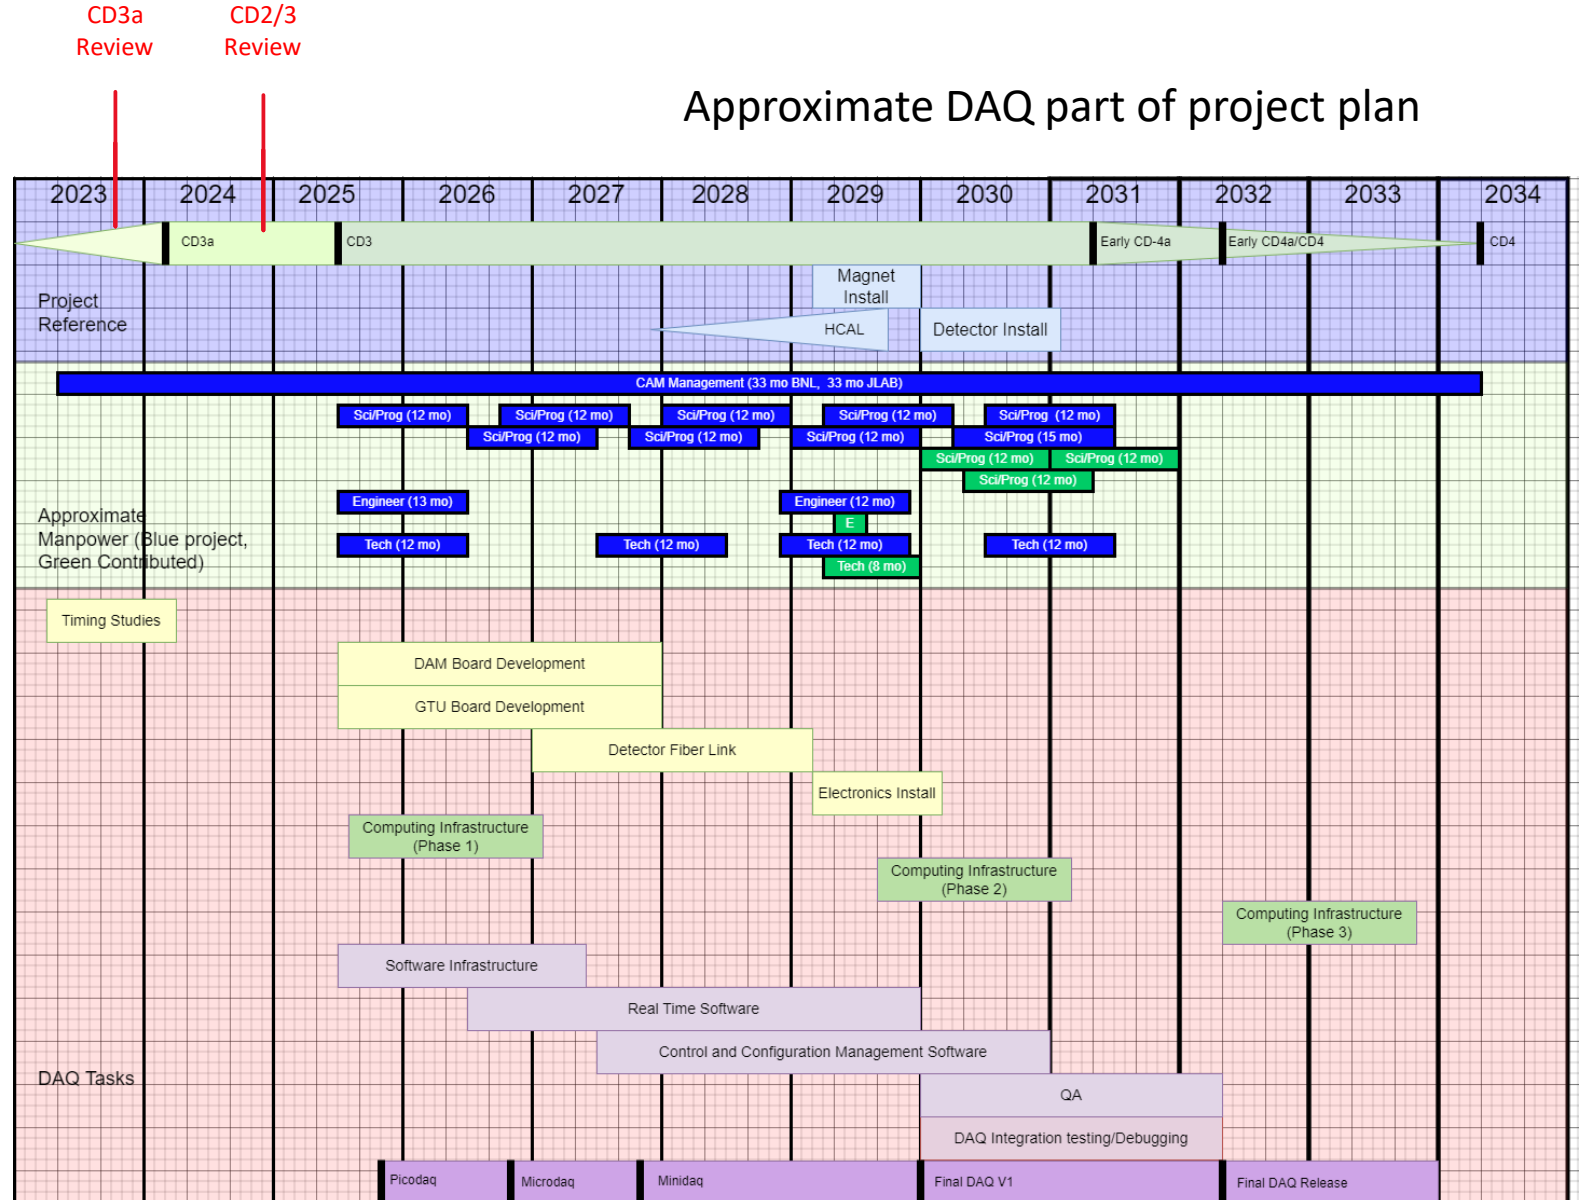 CD3a
Review
CD2/3
Review
Approximate DAQ part of project plan
2023 2024 2025 2026 2027 2028 2029 2030 2031 2032 2033 2034
CD3a CD3 Early CD-4a Early CD4a/CD4 CD4
Magnet
Install
Project
Reference
HCAL Detector Install
CAM Management (33 mo BNL,  33 mo JLAB)
Sci/Prog (12 mo) Sci/Prog (12 mo) Sci/Prog (12 mo) Sci/Prog (12 mo) Sci/Prog  (12 mo)
Sci/Prog (12 mo) Sci/Prog (12 mo) Sci/Prog (12 mo) Sci/Prog (15 mo)
Sci/Prog (12 mo) Sci/Prog (12 mo)
Sci/Prog (12 mo)
Engineer (13 mo) Engineer (12 mo)
Approximate
Manpower (Blue project,
Green Contributed)
E
Tech (12 mo) Tech (12 mo) Tech (12 mo) Tech (12 mo)
Tech (8 mo)
Timing Studies
DAM Board Development
GTU Board Development
Detector Fiber Link
Electronics Install
Computing Infrastructure
(Phase 1)
Computing Infrastructure
(Phase 2)
Computing Infrastructure
(Phase 3)
Software Infrastructure
Real Time Software
Control and Configuration Management Software
DAQ Tasks
QA
DAQ Integration testing/Debugging
Picodaq Microdaq Minidaq Final DAQ V1 Final DAQ Release